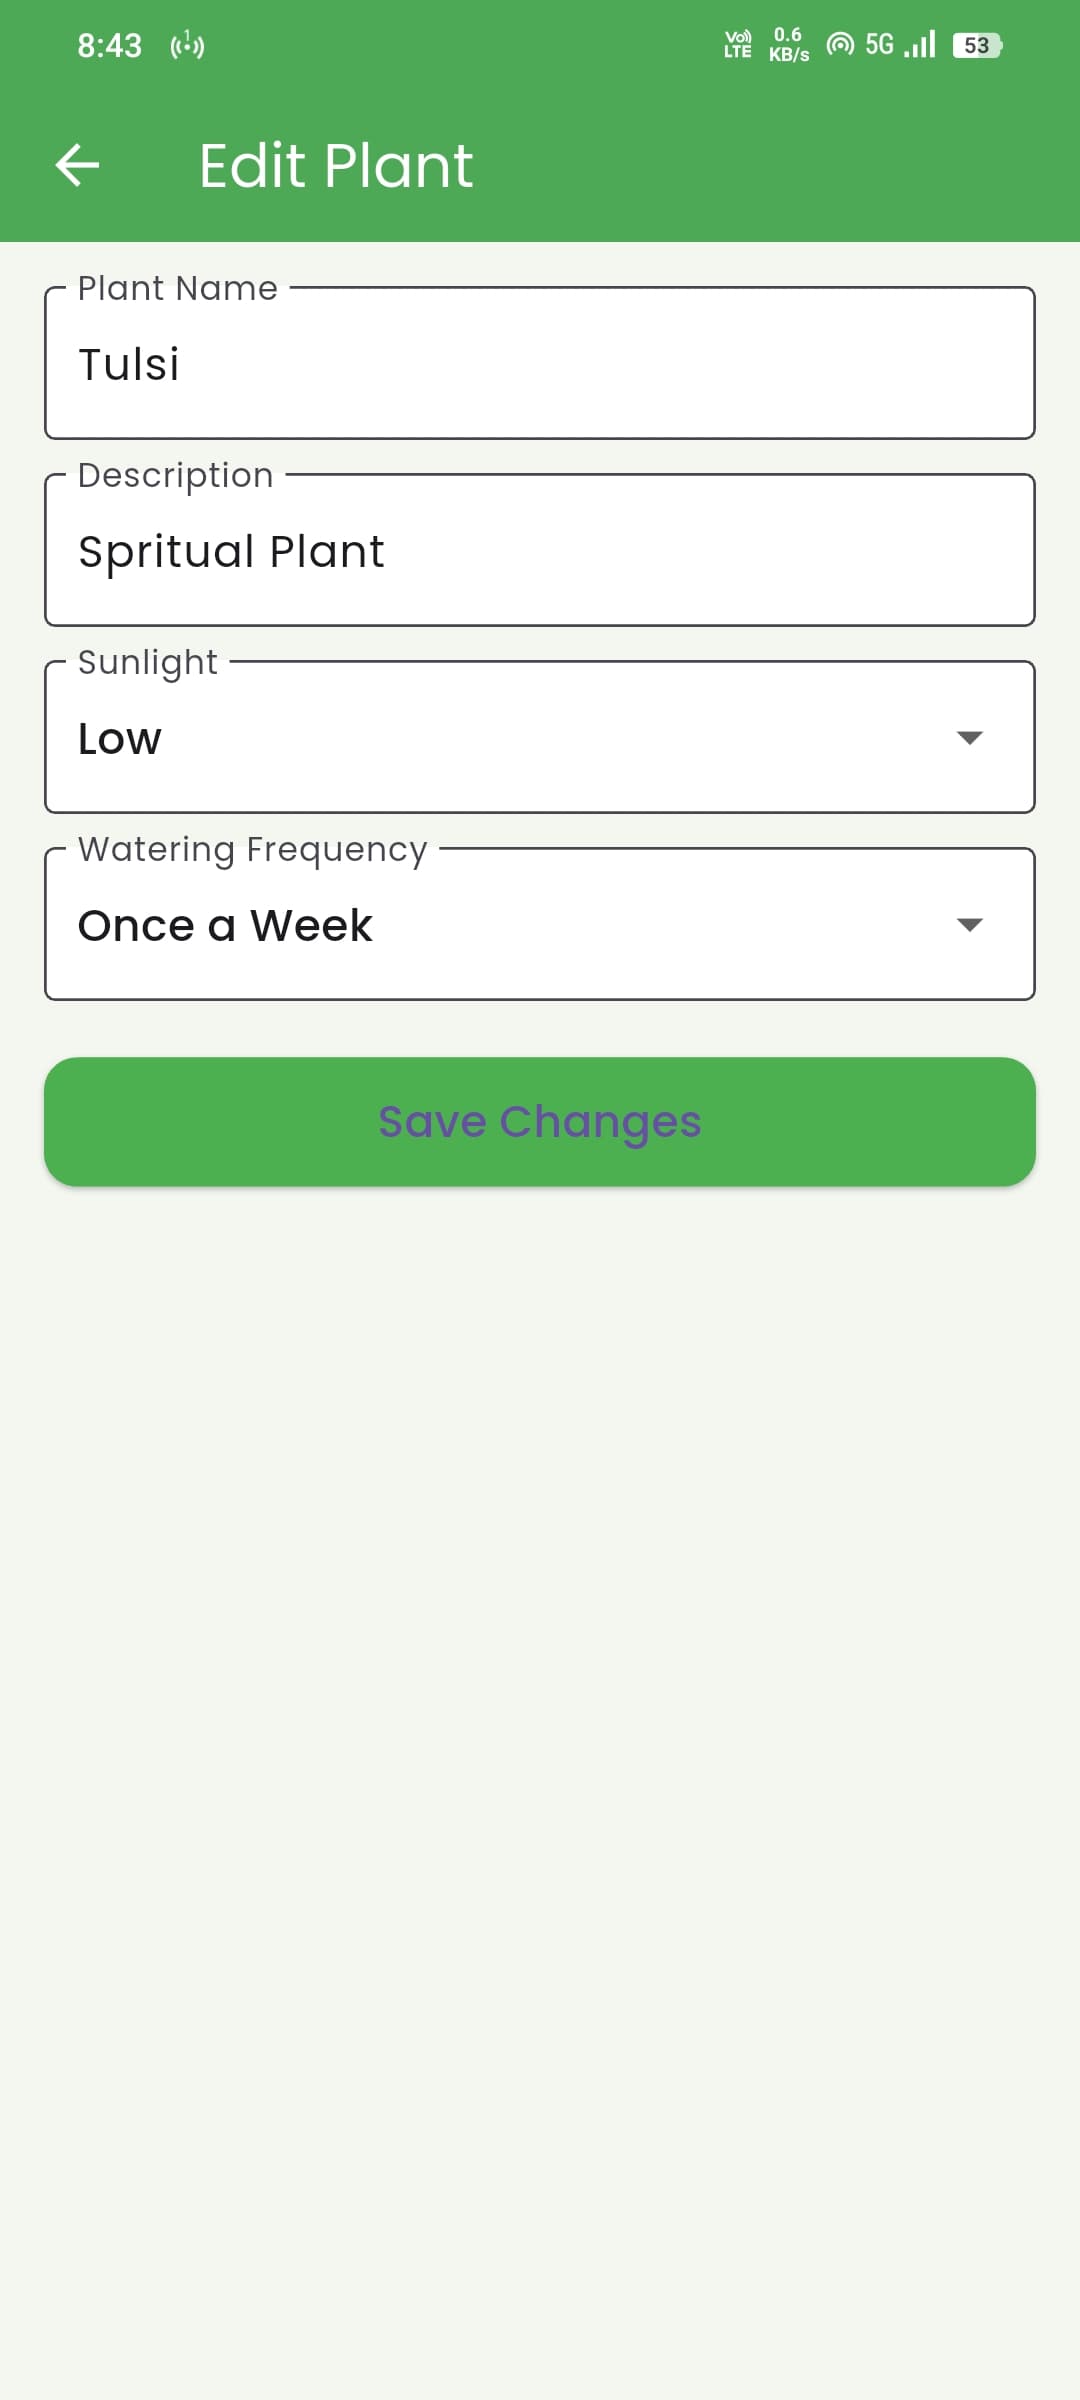 8:43
1
Vo)) LTE 0.6 KB/s 5G 53
Edit Plant
Plant Name
Tulsi
Description
Spritual Plant
Sunlight
Low
Watering Frequency
Once a Week
Save Changes